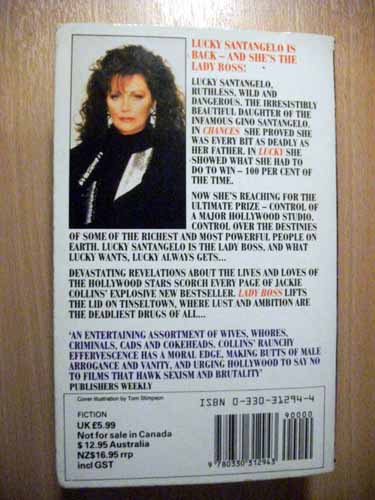 LUCKY SANTANGELO IS
BACK – AND SHE'S THE
LADY BOSS!
LUCKY SANTANGELO,
RUTHLESS, WILD AND
DANGEROUS. THE IRRESISTIBLY
BEAUTIFUL DAUGHTER OF THE
INFAMOUS GINO SANTANGELO.
IN CHANCES SHE PROVED SHE
WAS EVERY BIT AS DEADLY AS
HER FATHER. IN LUCKY SHE
SHOWED WHAT SHE HAD TO
DO TO WIN – 100 PER CENT OF
THE TIME.
NOW SHE'S REACHING FOR THE
ULTIMATE PRIZE – CONTROL OF
A MAJOR HOLLYWOOD STUDIO.
CONTROL OVER THE DESTINIES
OF SOME OF THE RICHEST AND MOST POWERFUL PEOPLE ON
EARTH. LUCKY SANTANGELO IS THE LADY BOSS, AND WHAT
LUCKY WANTS, LUCKY ALWAYS GETS...
DEVASTATING REVELATIONS ABOUT THE LIVES AND LOVES OF
THE HOLLYWOOD STARS SCORCH EVERY PAGE OF JACKIE
COLLINS' EXPLOSIVE NEW BESTSELLER. LADY BOSS LIFTS
THE LID ON TINSELTOWN, WHERE LUST AND AMBITION ARE
THE DEADLIEST DRUGS OF ALL...
'AN ENTERTAINING ASSORTMENT OF WIVES, WHORES,
CRIMINALS, CADS AND COKEHEADS. COLLINS' RAUNCHY
EFFERVESCENCE HAS A MORAL EDGE, MAKING BUTTS OF MALE
ARROGANCE AND VANITY, AND URGING HOLLYWOOD TO SAY NO
TO FILMS THAT HAWK SEXISM AND BRUTALITY'
PUBLISHERS WEEKLY
Cover illustration by Tom Stimpson
FICTION
UK £5.99
Not for sale in Canada
$12.95 Australia
NZ$16.95 rrp
incl GST
ISBN 0-330-31294-4
90000
9 780330 312943